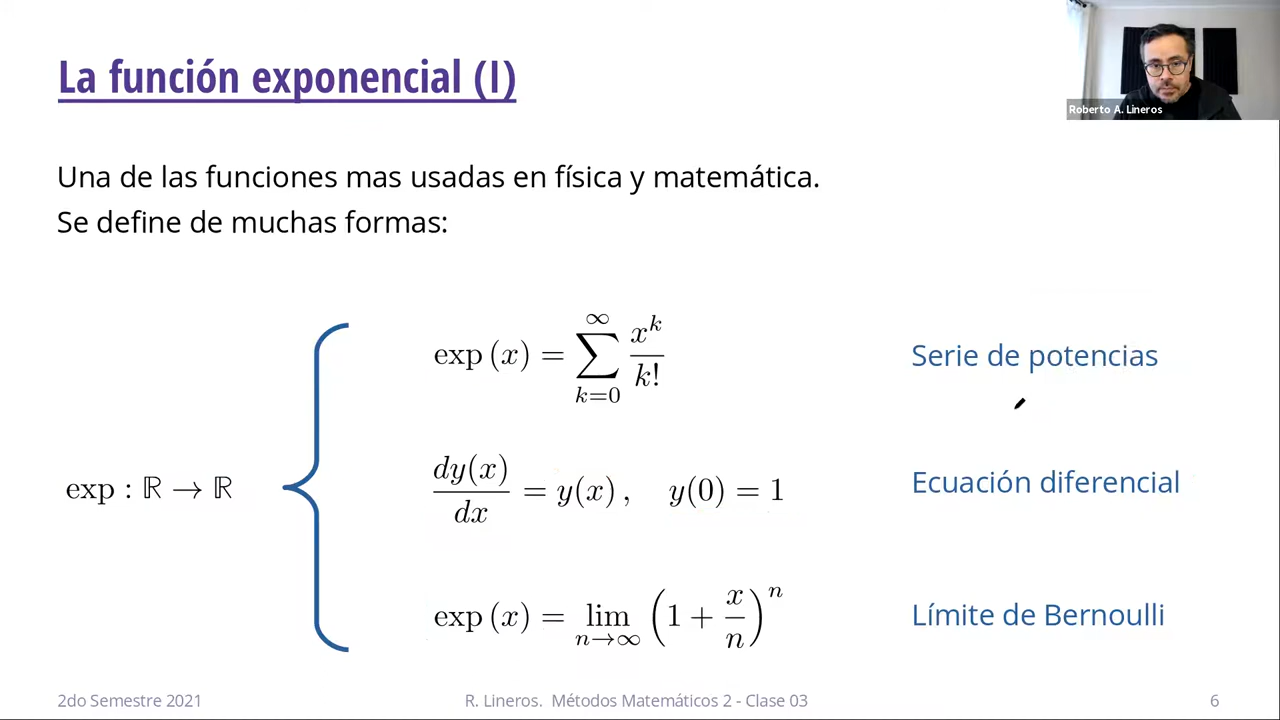 La función exponencial (I)
Roberto A. Lineros
Una de las funciones mas usadas en física y matemática.
Se define de muchas formas:
exp : ℝ → ℝ
exp (x) = ∑_{k=0}^{∞} x^k / k!
Serie de potencias
dy(x)/dx = y(x) , y(0) = 1
Ecuación diferencial
exp (x) = lim_{n→∞} (1 + x/n)^n
Límite de Bernoulli
2do Semestre 2021
R. Lineros. Métodos Matemáticos 2 - Clase 03
6